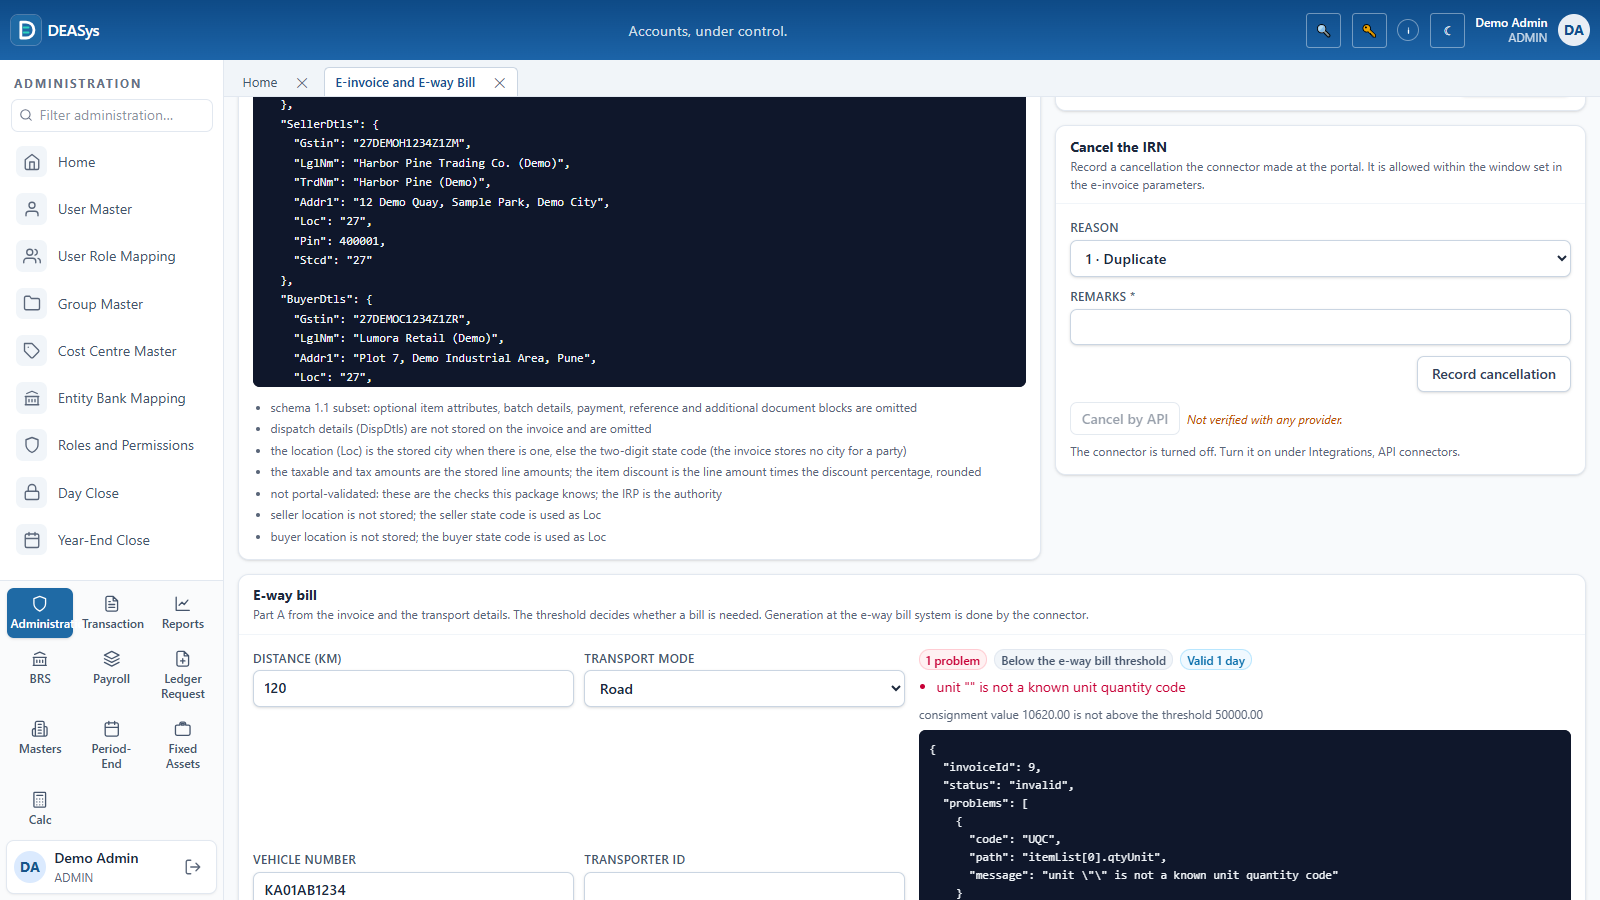 DEASys
Accounts, under control.
Demo Admin
ADMIN
DA
ADMINISTRATION
Filter administration...
Home
User Master
User Role Mapping
Group Master
Cost Centre Master
Entity Bank Mapping
Roles and Permissions
Day Close
Year-End Close
Administrat
Transaction
Reports
BRS
Payroll
Ledger
Request
Masters
Period-
End
Fixed
Assets
Calc
DA
Demo Admin
ADMIN
Home
E-invoice and E-way Bill
},
"SellerDtls": {
"Gstin": "27DEMOH1234Z1ZM",
"LglNm": "Harbor Pine Trading Co. (Demo)",
"TrdNm": "Harbor Pine (Demo)",
"Addr1": "12 Demo Quay, Sample Park, Demo City",
"Loc": "27",
"Pin": 400001,
"Stcd": "27"
},
"BuyerDtls": {
"Gstin": "27DEMOC1234Z1ZR",
"LglNm": "Lumora Retail (Demo)",
"Addr1": "Plot 7, Demo Industrial Area, Pune",
"Loc": "27",
• schema 1.1 subset: optional item attributes, batch details, payment, reference and additional document blocks are omitted
• dispatch details (DispDtls) are not stored on the invoice and are omitted
• the location (Loc) is the stored city when there is one, else the two-digit state code (the invoice stores no city for a party)
• the taxable and tax amounts are the stored line amounts; the item discount is the line amount times the discount percentage, rounded
• not portal-validated: these are the checks this package knows; the IRP is the authority
• seller location is not stored; the seller state code is used as Loc
• buyer location is not stored; the buyer state code is used as Loc
Cancel the IRN
Record a cancellation the connector made at the portal. It is allowed within the window set in
the e-invoice parameters.
REASON
1 · Duplicate
REMARKS *
Record cancellation
Cancel by API
Not verified with any provider.
The connector is turned off. Turn it on under Integrations, API connectors.
E-way bill
Part A from the invoice and the transport details. The threshold decides whether a bill is needed. Generation at the e-way bill system is done by the connector.
DISTANCE (KM)
120
TRANSPORT MODE
Road
VEHICLE NUMBER
KA01AB1234
TRANSPORTER ID
1 problem
Below the e-way bill threshold
Valid 1 day
• unit "" is not a known unit quantity code
consignment value 10620.00 is not above the threshold 50000.00
{
"invoiceId": 9,
"status": "invalid",
"problems": [
{
"code": "UQC",
"path": "itemList[0].qtyUnit",
"message": "unit \"\" is not a known unit quantity code"
}